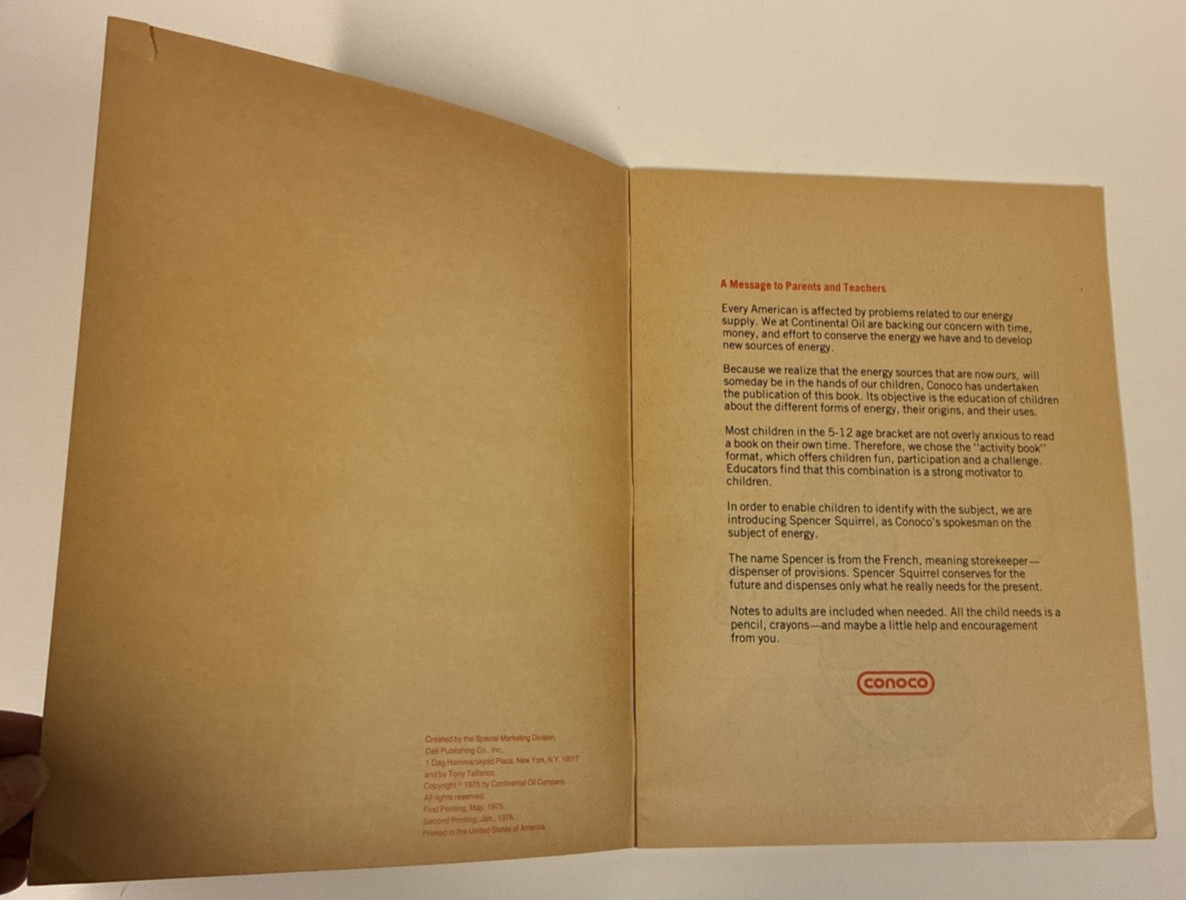 Created by the Special Marketing Division,
Dell Publishing Co., Inc.,
1 Dag Hammarskjold Plaza, New York, N.Y. 10017
and by Tony Tallarico.
Copyright © 1975 by Continental Oil Company
All rights reserved.
First Printing, May, 1975.
Second Printing, Jan., 1976.
Printed in the United States of America.
A Message to Parents and Teachers
Every American is affected by problems related to our energy
supply. We at Continental Oil are backing our concern with time,
money, and effort to conserve the energy we have and to develop
new sources of energy.
Because we realize that the energy sources that are now ours, will
someday be in the hands of our children, Conoco has undertaken
the publication of this book. Its objective is the education of children
about the different forms of energy, their origins, and their uses.
Most children in the 5-12 age bracket are not overly anxious to read
a book on their own time. Therefore, we chose the "activity book"
format, which offers children fun, participation and a challenge.
Educators find that this combination is a strong motivator to
children.
In order to enable children to identify with the subject, we are
introducing Spencer Squirrel, as Conoco's spokesman on the
subject of energy.
The name Spencer is from the French, meaning storekeeper—
dispenser of provisions. Spencer Squirrel conserves for the
future and dispenses only what he really needs for the present.
Notes to adults are included when needed. All the child needs is a
pencil, crayons—and maybe a little help and encouragement
from you.
conoco